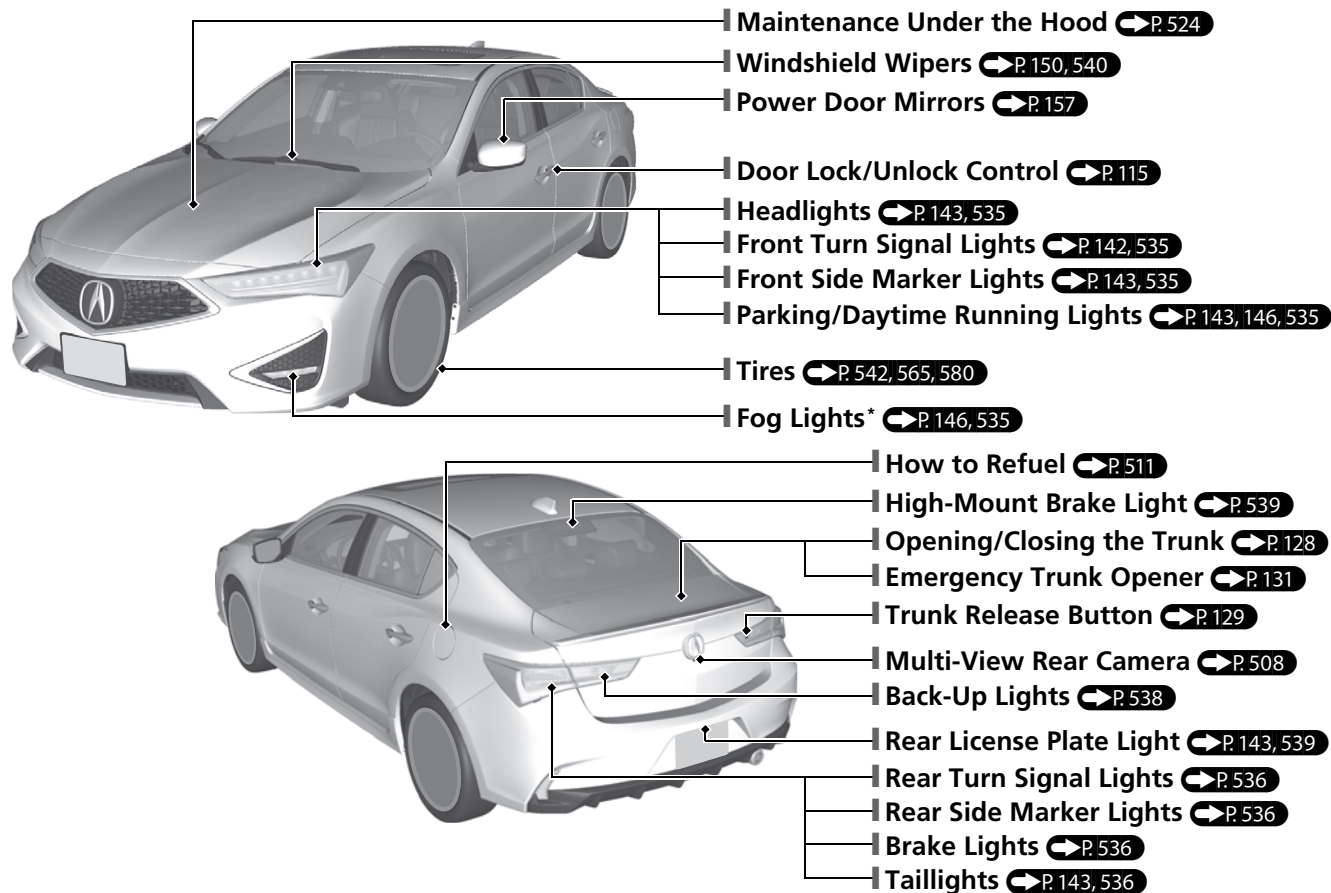 Maintenance Under the Hood P. 524
Windshield Wipers P. 150, 540
Power Door Mirrors P. 157
Door Lock/Unlock Control P. 115
Headlights P. 143, 535
Front Turn Signal Lights P. 142, 535
Front Side Marker Lights P. 143, 535
Parking/Daytime Running Lights P. 143, 146, 535
Tires P. 542, 565, 580
Fog Lights* P. 146, 535
How to Refuel P. 511
High-Mount Brake Light P. 539
Opening/Closing the Trunk P. 128
Emergency Trunk Opener P. 131
Trunk Release Button P. 129
Multi-View Rear Camera P. 508
Back-Up Lights P. 538
Rear License Plate Light P. 143, 539
Rear Turn Signal Lights P. 536
Rear Side Marker Lights P. 536
Brake Lights P. 536
Taillights P. 143, 536